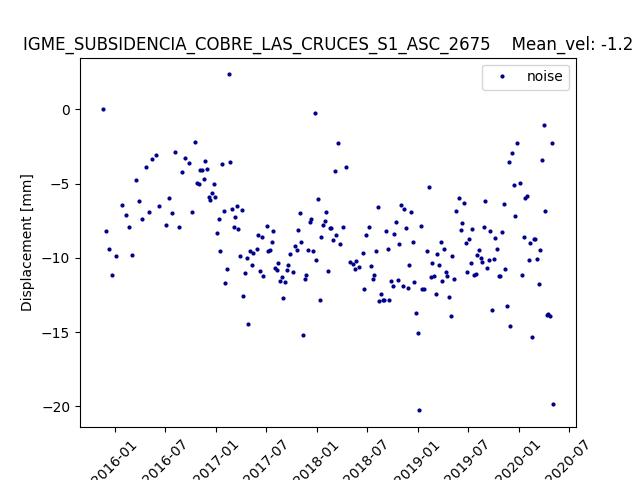 IGME_SUBSIDENCIA_COBRE_LAS_CRUCES_S1_ASC_2675    Mean_vel: -1.2
noise
Displacement [mm]
0
−5
−10
−15
−20
2016-01 2016-07 2017-01 2017-07 2018-01 2018-07 2019-01 2019-07 2020-01 2020-07